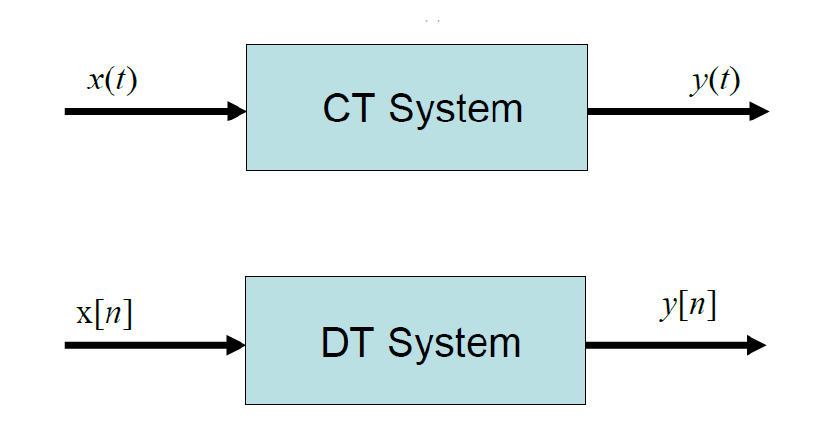 x(t) CT System y(t)
x[n] DT System y[n]